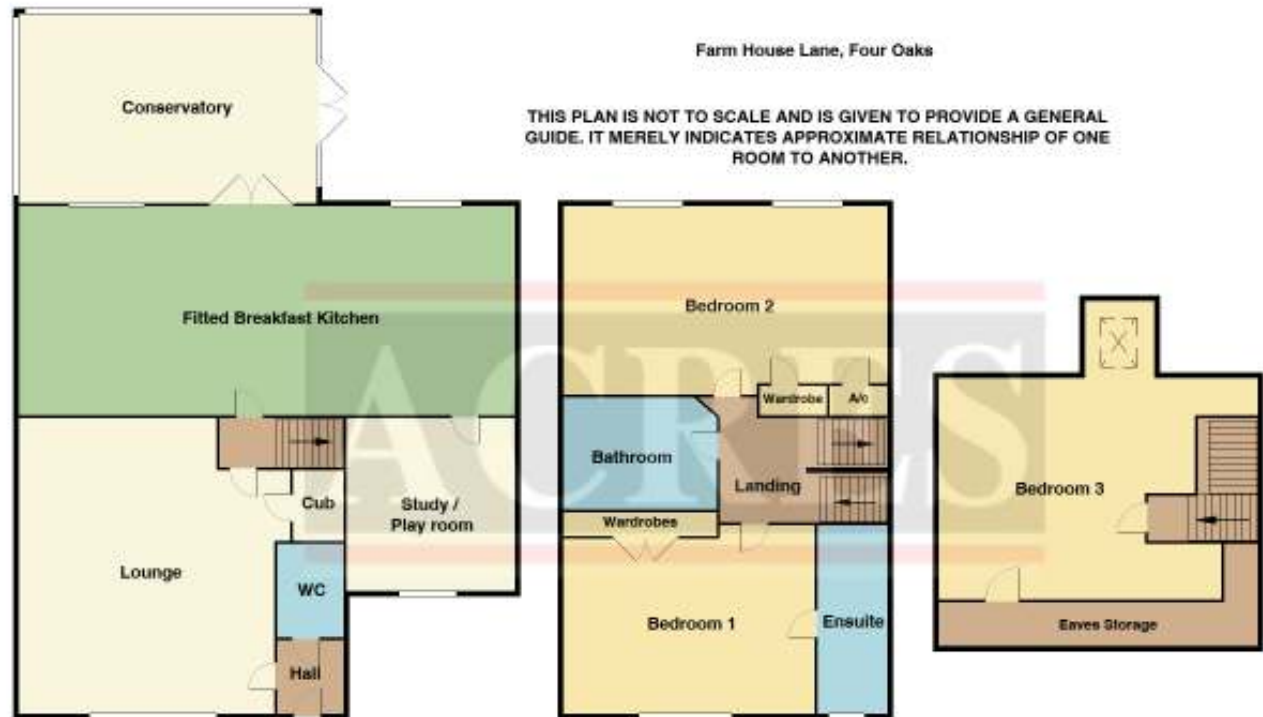 Farm House Lane, Four Oaks
THIS PLAN IS NOT TO SCALE AND IS GIVEN TO PROVIDE A GENERAL
GUIDE. IT MERELY INDICATES APPROXIMATE RELATIONSHIP OF ONE
ROOM TO ANOTHER.
Conservatory
Fitted Breakfast Kitchen
Cub
Study /
Play room
Lounge
WC
Hall
Bedroom 2
Wardrobe
A/c
Bathroom
Landing
Wardrobes
Bedroom 1
Ensuite
Bedroom 3
Eaves Storage
ACRES